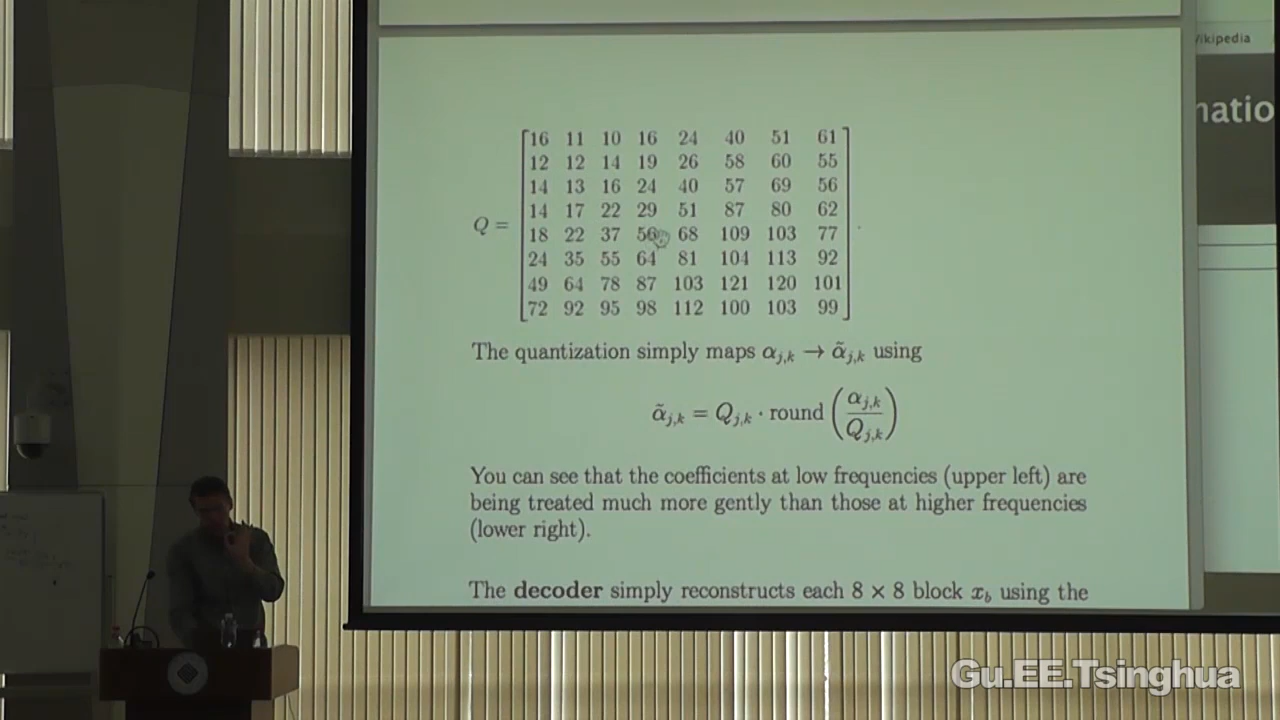 Wikipedia
natio
Q = [16 11 10 16 24 40 51 61
12 12 14 19 26 58 60 55
14 13 16 24 40 57 69 56
14 17 22 29 51 87 80 62
18 22 37 56 68 109 103 77
24 35 55 64 81 104 113 92
49 64 78 87 103 121 120 101
72 92 95 98 112 100 103 99].
The quantization simply maps αj,k → α̃j,k using
α̃j,k = Qj,k · round (αj,k / Qj,k)
You can see that the coefficients at low frequencies (upper left) are
being treated much more gently than those at higher frequencies
(lower right).
The decoder simply reconstructs each 8 × 8 block xb using the
Gu.EE.Tsinghua